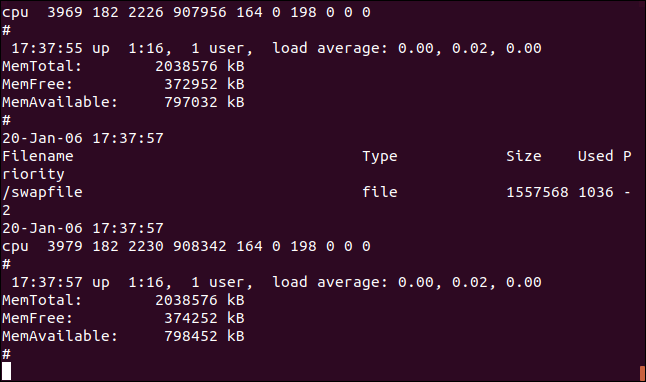 cpu  3969 182 2226 907956 164 0 198 0 0 0
#
 17:37:55 up  1:16,  1 user,  load average: 0.00, 0.02, 0.00
MemTotal:        2038576 kB
MemFree:          372952 kB
MemAvailable:     797032 kB
#
20-Jan-06 17:37:57
Filename                                Type            Size    Used P
riority
/swapfile                               file            1557568 1036 -
2
20-Jan-06 17:37:57
cpu  3979 182 2230 908342 164 0 198 0 0 0
#
 17:37:57 up  1:16,  1 user,  load average: 0.00, 0.02, 0.00
MemTotal:        2038576 kB
MemFree:          374252 kB
MemAvailable:     798452 kB
#